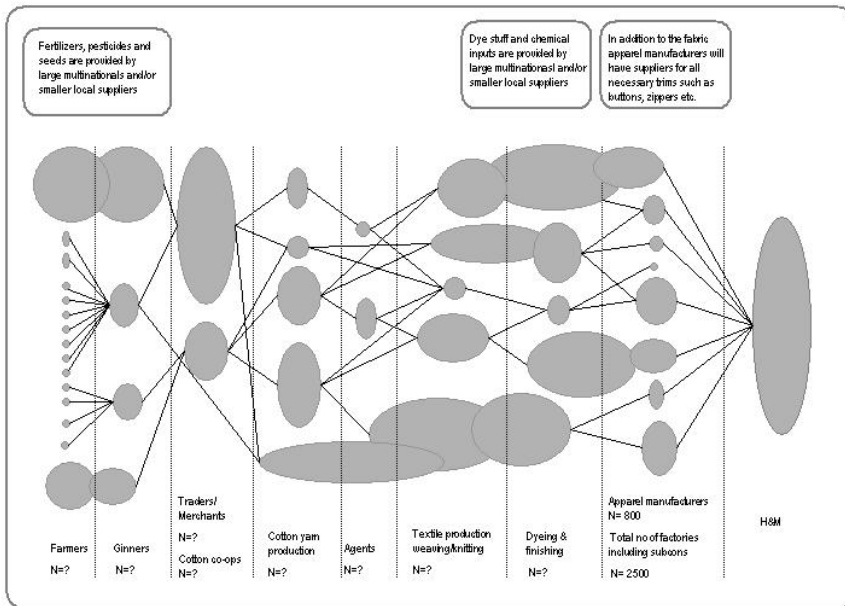 Fertilizers, pesticides and
seeds are provided by
large multinationals and/or
smaller local suppliers
Dye stuff and chemical
inputs are provided by
large multinationasl and/or
smaller local suppliers
In addition to the fabric
apparel manufacturers will
have suppliers for all
necessary trims such as
buttons, zippers etc.
Farmers
N=?
Ginners
N=?
Traders/
Merchants
N=?
Cotton co-ops
N=?
Cotton yarn
production
N=?
Agents
N=?
Textile production
weaving/knitting
N=?
Dyeing &
finishing
N=?
Apparel manufacturers
N= 800
Total no of factories
including subcons
N= 2500
H&M